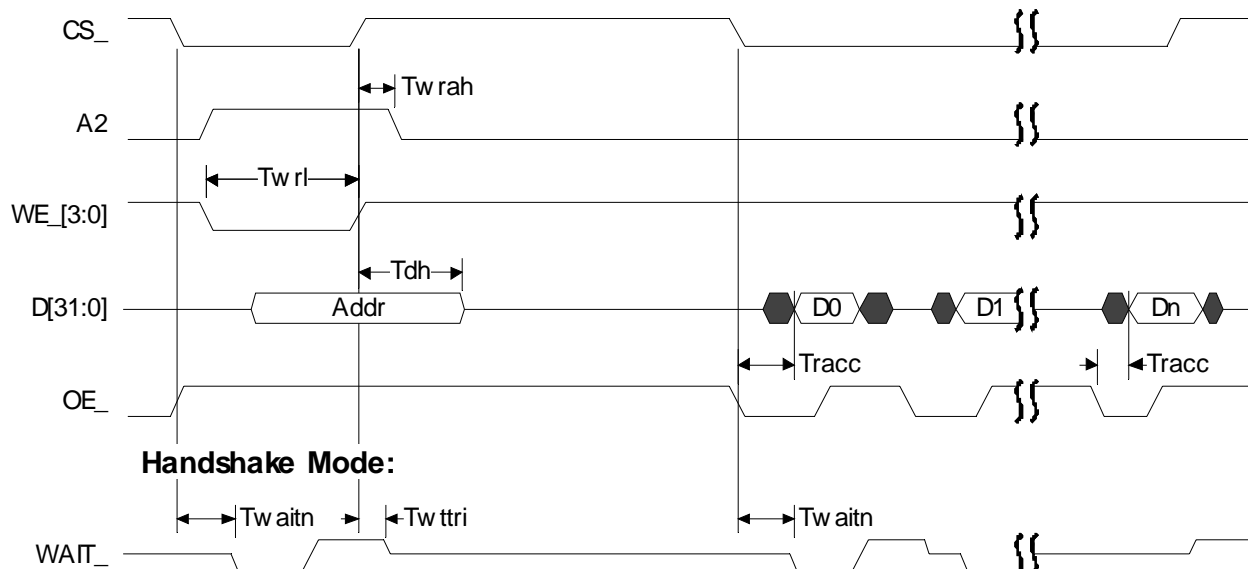 CS_
Tw rah
A2
Tw rl
WE_[3:0]
Tdh
D[31:0]
Addr
D0
D1
Dn
Tracc
Tracc
OE_
Handshake Mode:
Tw aitn
Tw ttri
Tw aitn
WAIT_